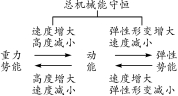 总机械能守恒
速度增大 弹性形变增大
高度减小 速度减小
重力 动 弹性
势能 能 势能
高度增大 速度增大
速度减小 弹性形变减小